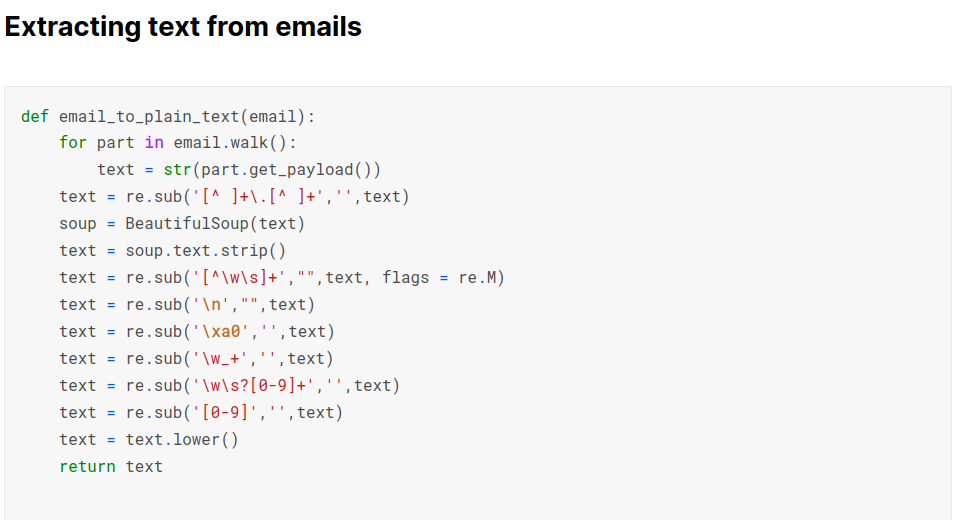 Extracting text from emails
def email_to_plain_text(email):
    for part in email.walk():
        text = str(part.get_payload())
    text = re.sub('[^ ]+\.[^ ]+','',text)
    soup = BeautifulSoup(text)
    text = soup.text.strip()
    text = re.sub('[^\w\s]+',"",text, flags = re.M)
    text = re.sub('\n',"",text)
    text = re.sub('\xa0','',text)
    text = re.sub('\w_+','',text)
    text = re.sub('\w\s?[0-9]+','',text)
    text = re.sub('[0-9]','',text)
    text = text.lower()
    return text